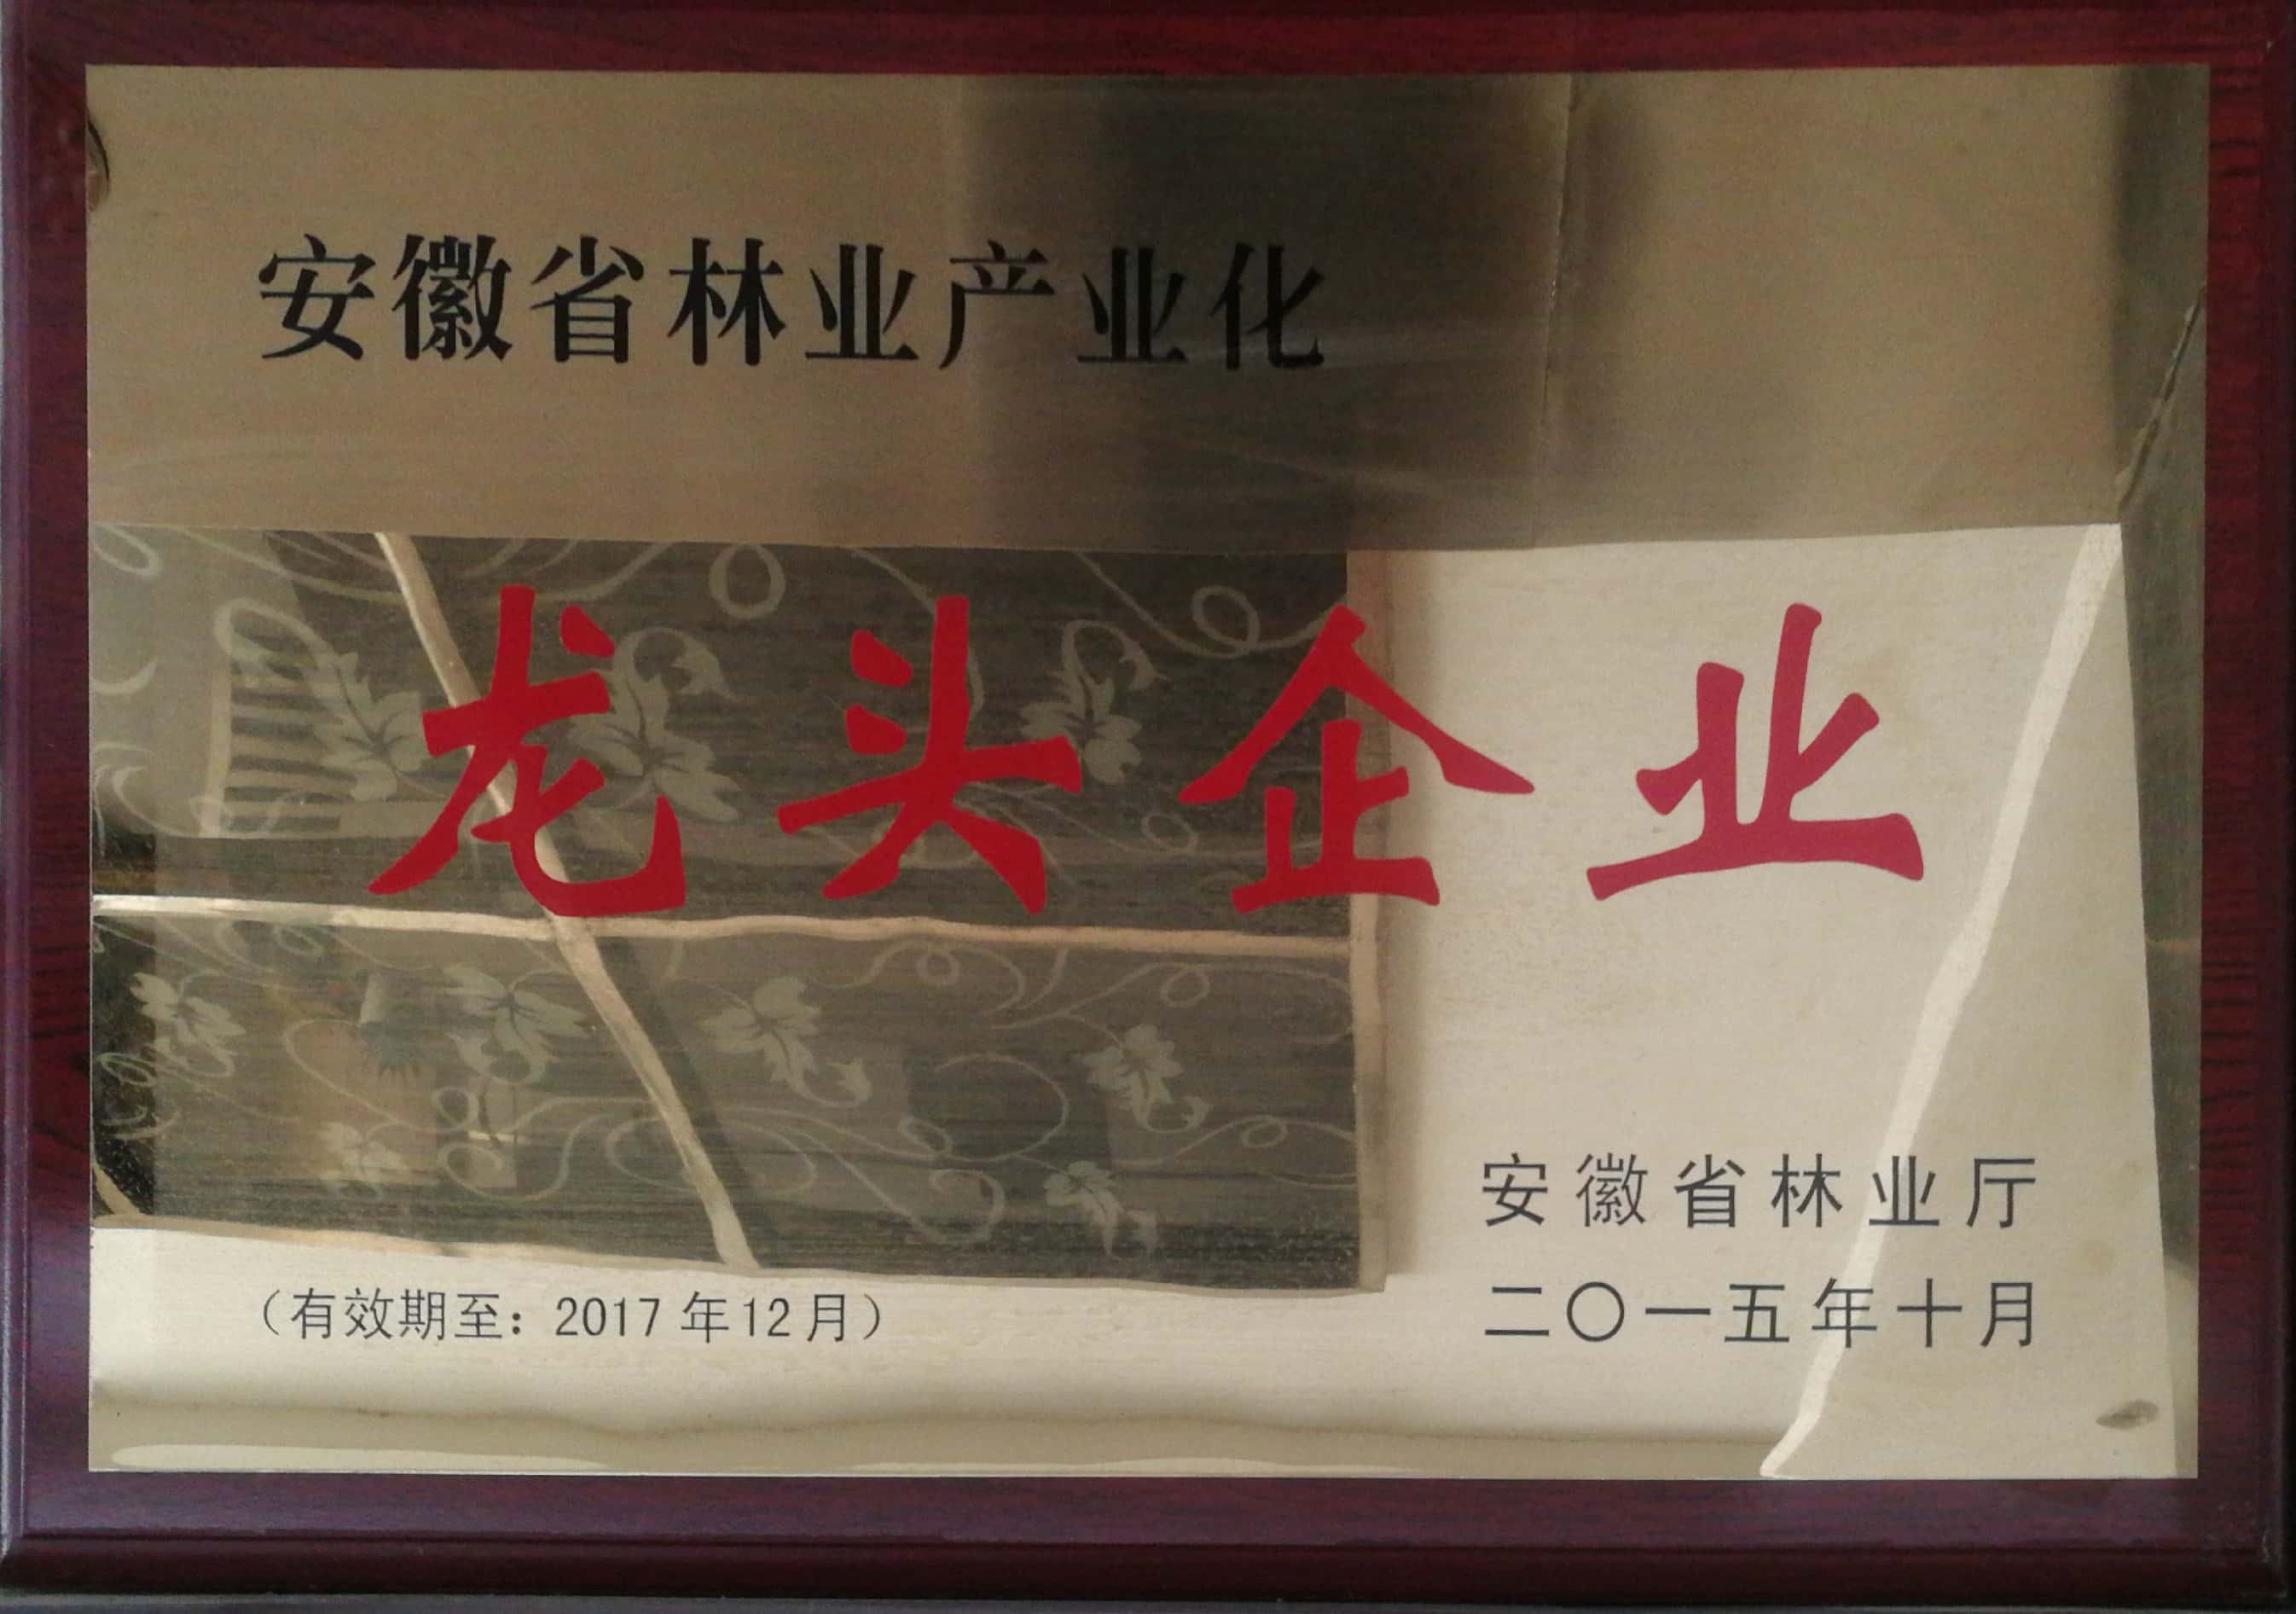 安徽省林业产业化
龙头企业
安徽省林业厅
(有效期至：2017年12月)
二〇一五年十月